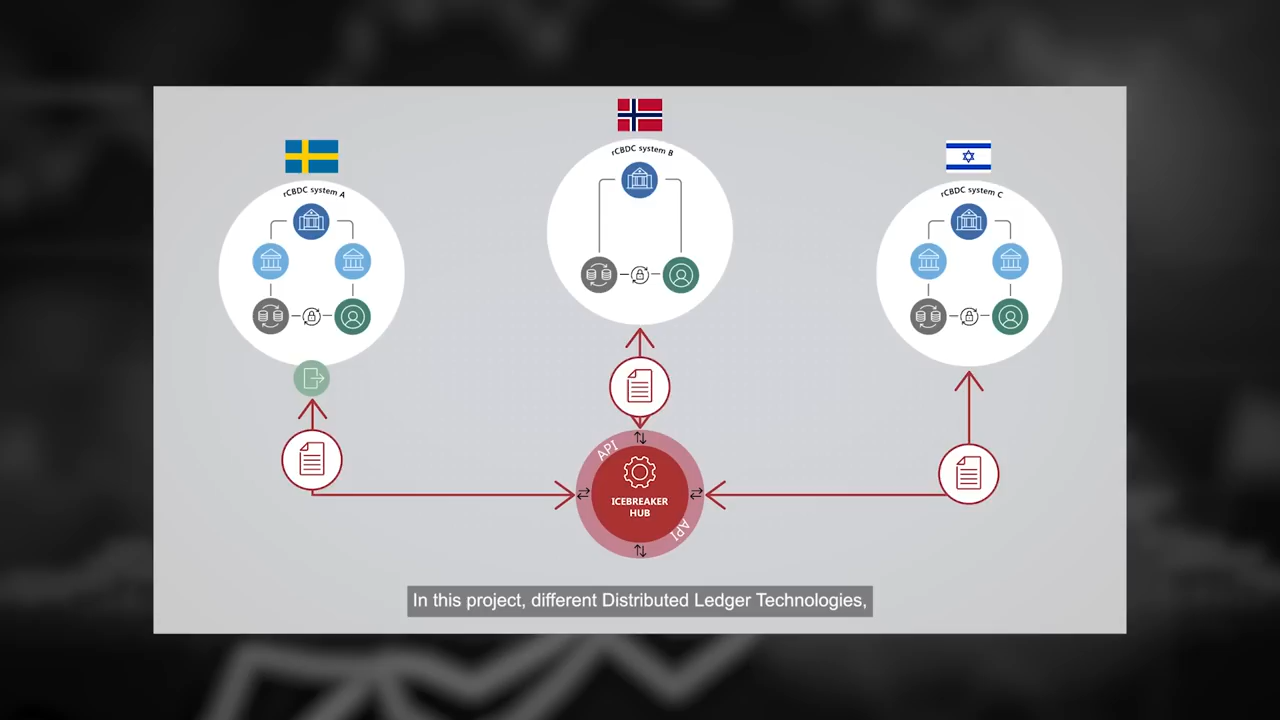 rCBDC system B
rCBDC system A
rCBDC system C
API
ICEBREAKER
HUB
API
In this project, different Distributed Ledger Technologies,